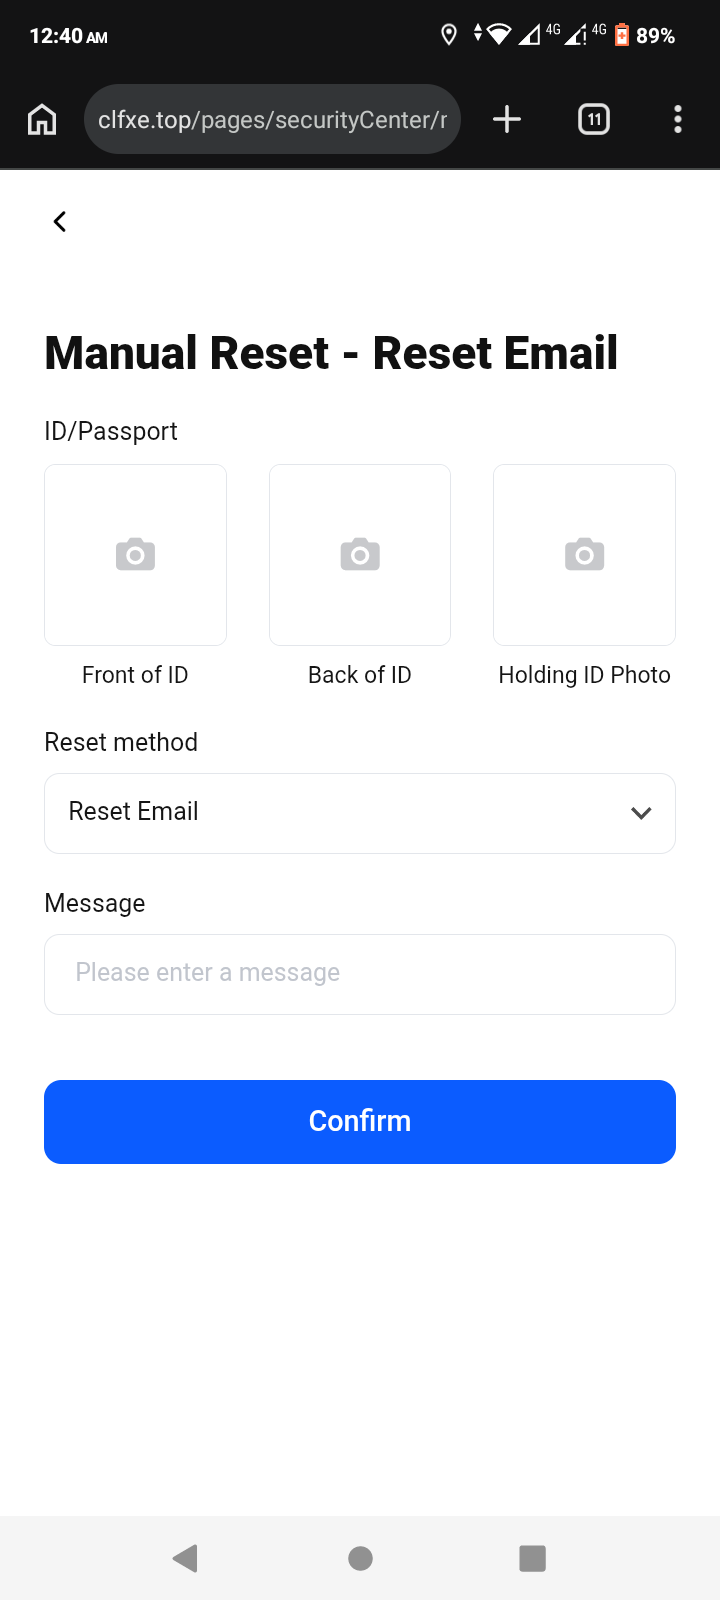 12:40 AM
4G 4G 89%
clfxe.top/pages/securityCenter/r
11
Manual Reset - Reset Email
ID/Passport
Front of ID
Back of ID
Holding ID Photo
Reset method
Reset Email
Message
Please enter a message
Confirm